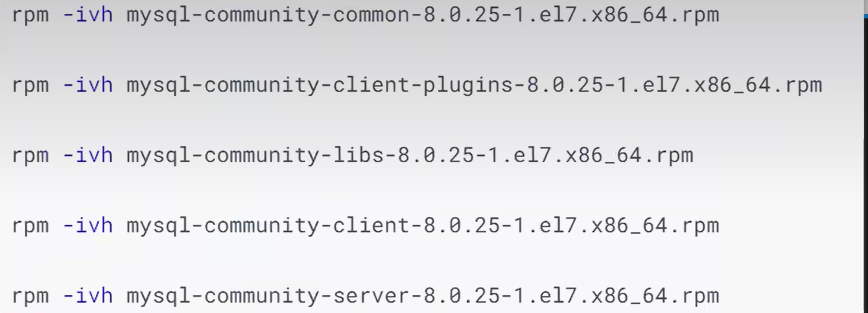 rpm -ivh mysql-community-common-8.0.25-1.el7.x86_64.rpm
rpm -ivh mysql-community-client-plugins-8.0.25-1.el7.x86_64.rpm
rpm -ivh mysql-community-libs-8.0.25-1.el7.x86_64.rpm
rpm -ivh mysql-community-client-8.0.25-1.el7.x86_64.rpm
rpm -ivh mysql-community-server-8.0.25-1.el7.x86_64.rpm